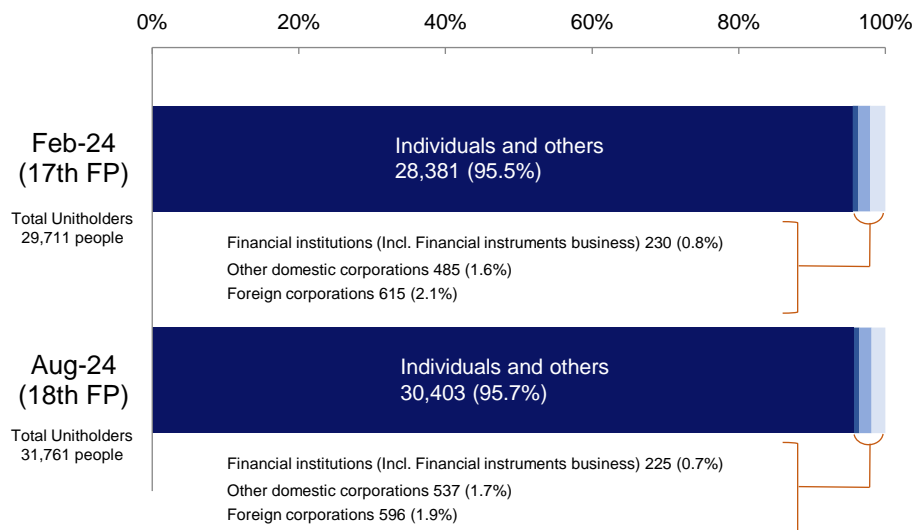 0% 20% 40% 60% 80% 100%
Feb-24
(17th FP)
Total Unitholders
29,711 people
Individuals and others
28,381 (95.5%)
Financial institutions (Incl. Financial instruments business) 230 (0.8%)
Other domestic corporations 485 (1.6%)
Foreign corporations 615 (2.1%)
Aug-24
(18th FP)
Total Unitholders
31,761 people
Individuals and others
30,403 (95.7%)
Financial institutions (Incl. Financial instruments business) 225 (0.7%)
Other domestic corporations 537 (1.7%)
Foreign corporations 596 (1.9%)